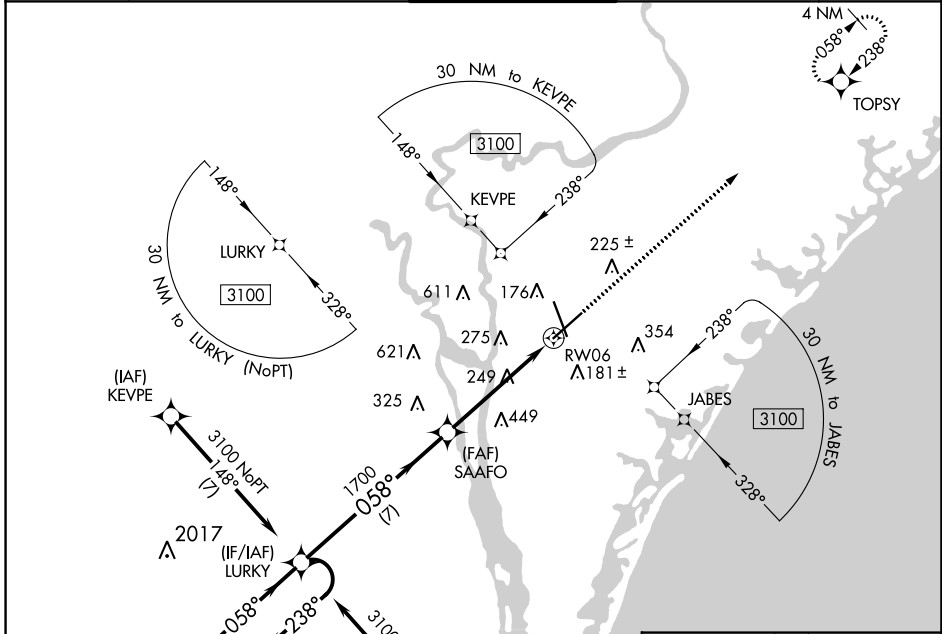 4 NM
058°
238°
TOPSY
30 NM to KEVPE
3100
148°
238°
KEVPE
148°
LURKY
3100
328°
30 NM to LURKY (NoPT)
225 ±
611
176
275
354
621
RW06
249
181 ±
325
449
238°
30 NM to JABES
JABES
3100
328°
(IAF)
KEVPE
3100 NoPT
148°
(7)
(FAF)
SAAFO
1700
058°
(7)
2017
(IF/IAF)
LURKY
058°
238°
3100